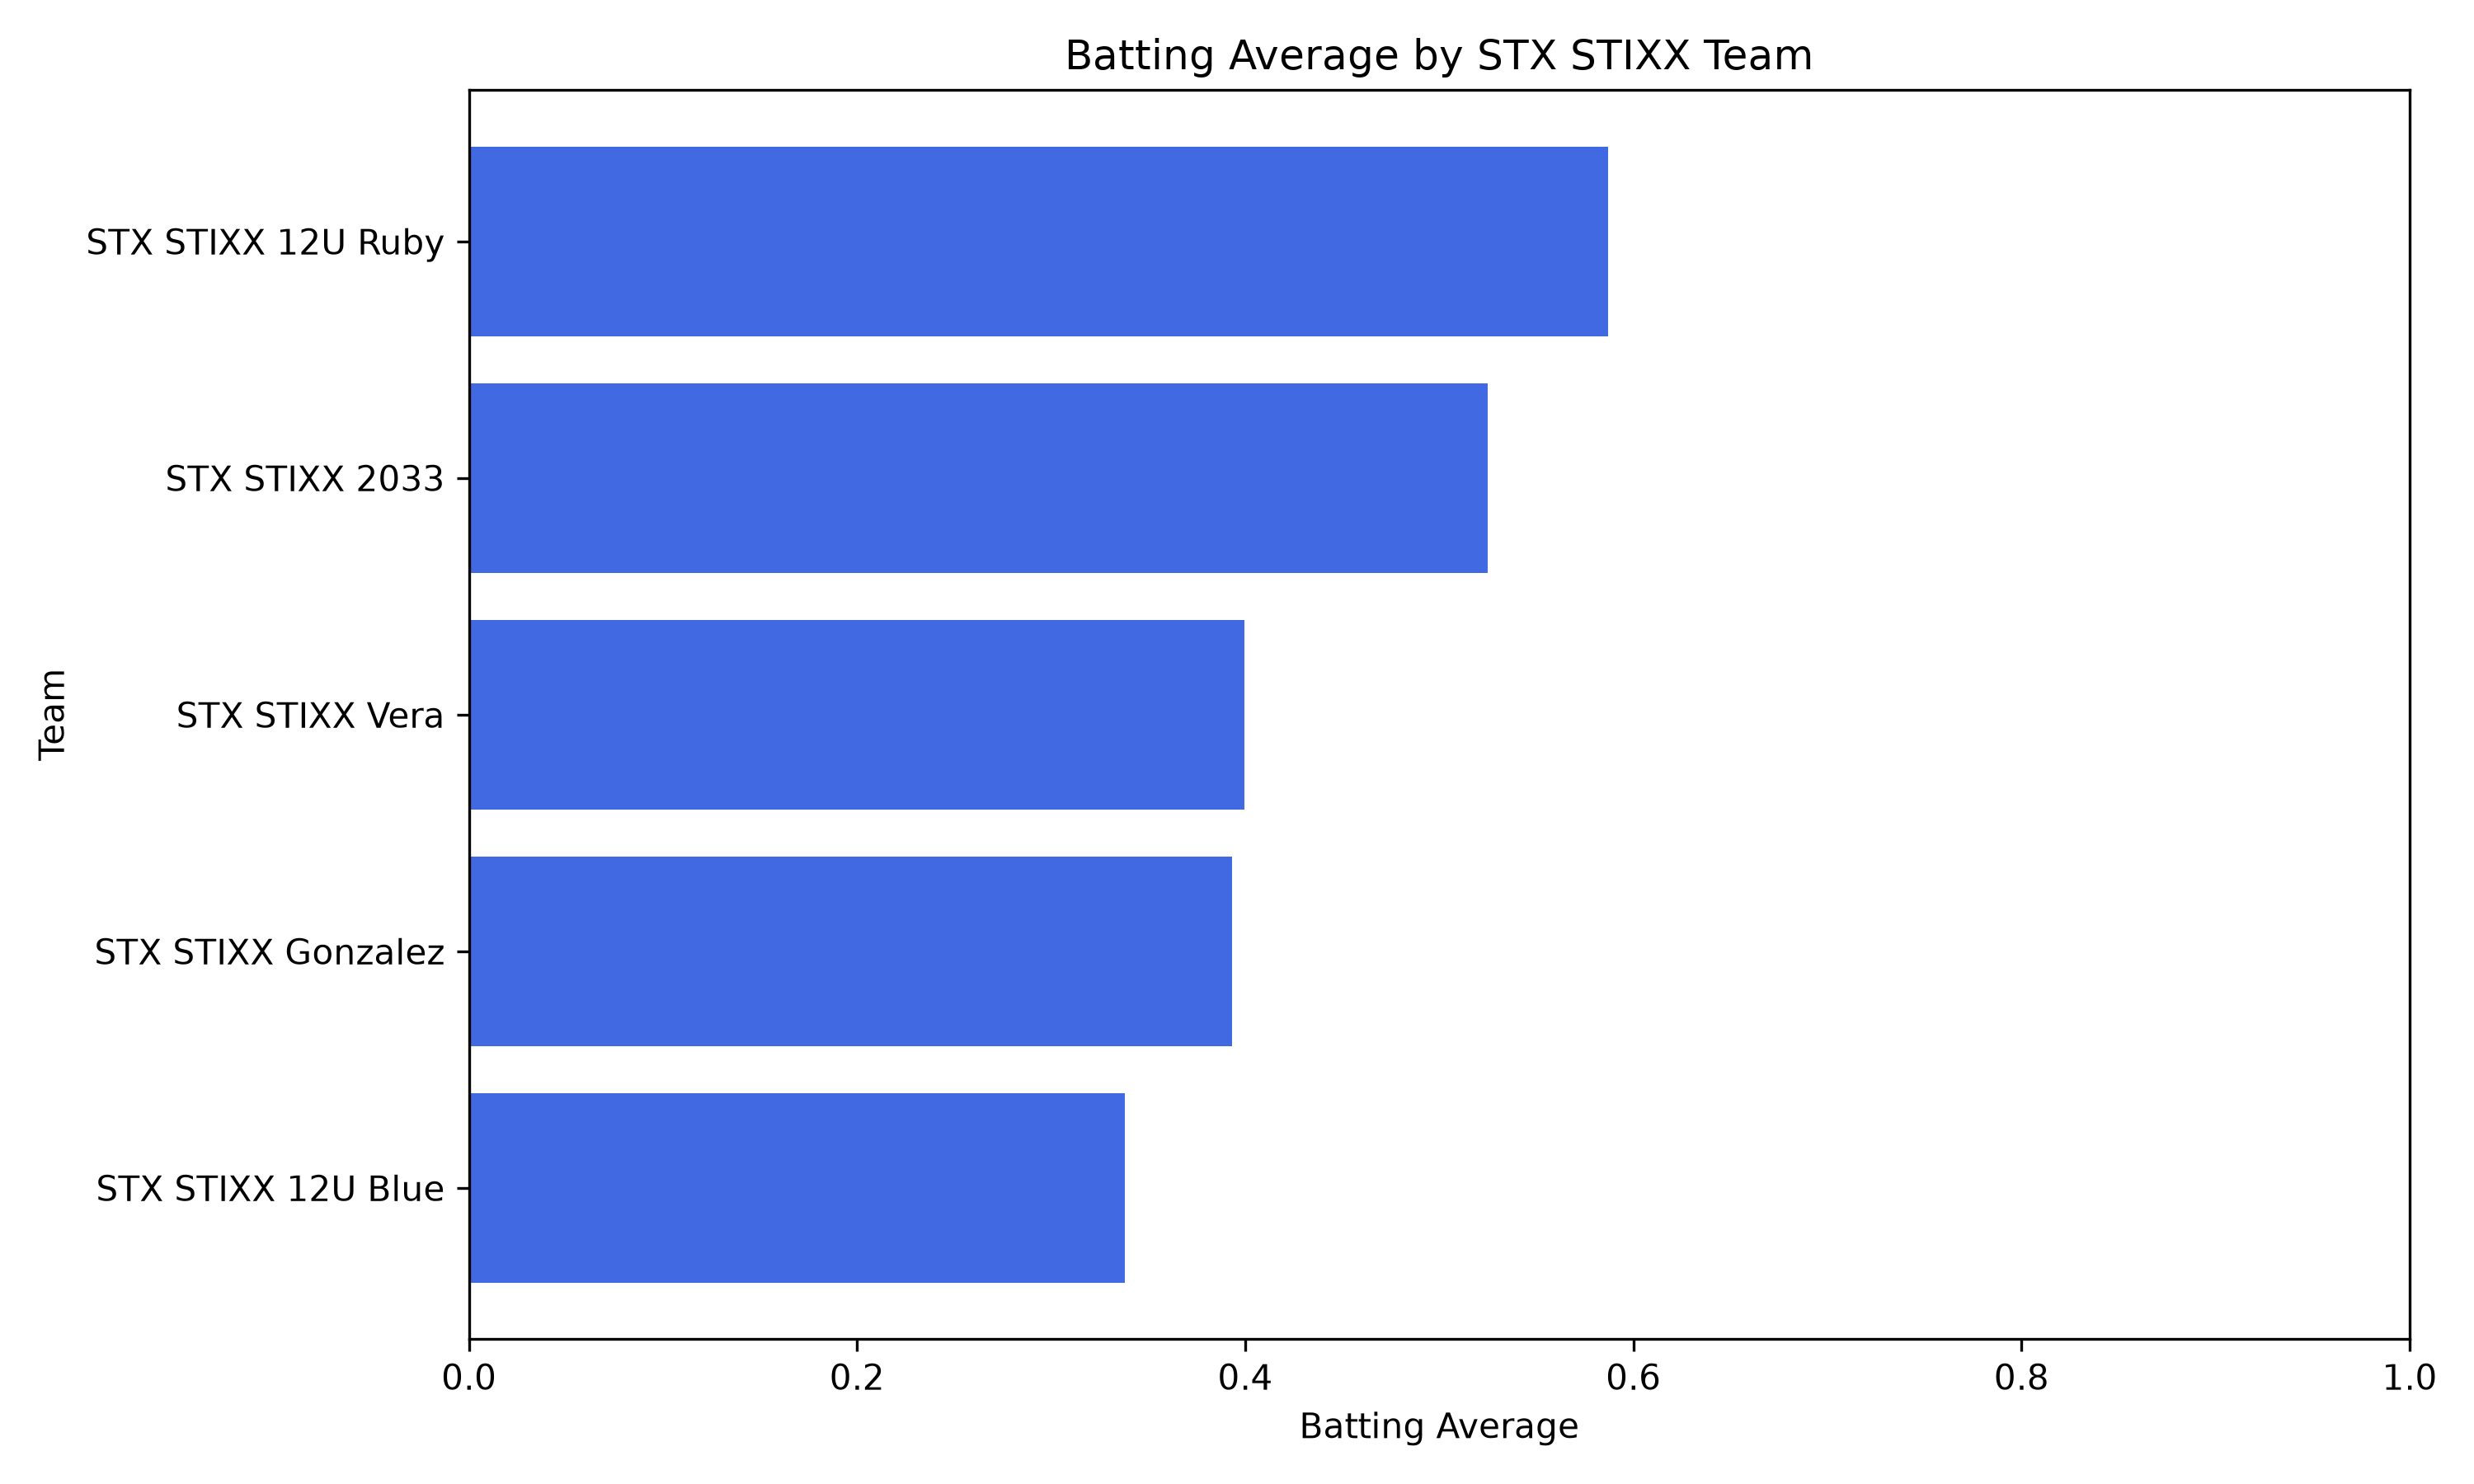 Batting Average by STX STIXX Team
STX STIXX 12U Ruby
STX STIXX 2033
STX STIXX Vera
STX STIXX Gonzalez
STX STIXX 12U Blue
Team
0.0 0.2 0.4 0.6 0.8 1.0
Batting Average